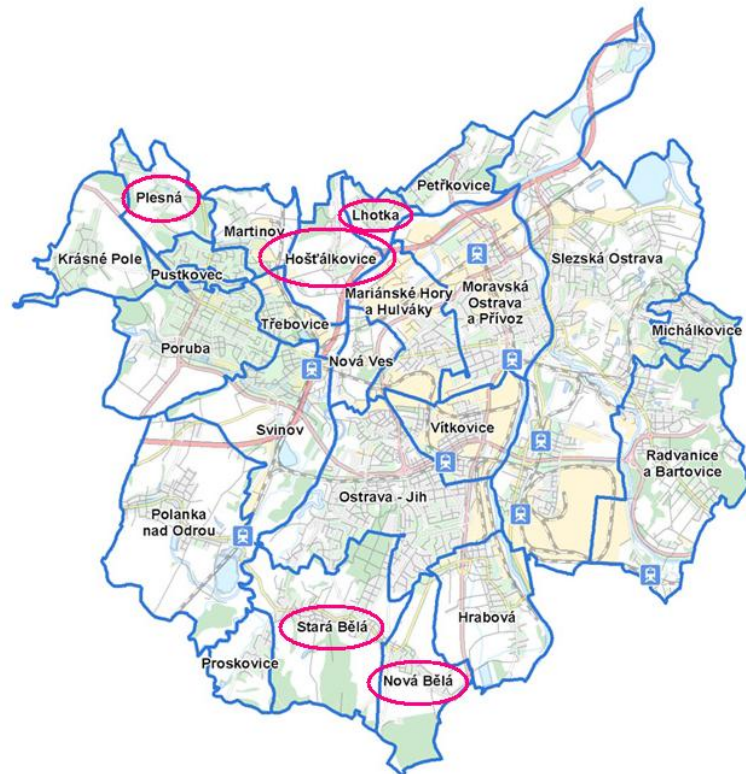 Petřkovice
Plesná
Lhotka
Martinov
Krásné Pole
Hošťálkovice
Slezská Ostrava
Pustkovec
Moravská
Ostrava
a Přívoz
Mariánské Hory
a Hulváky
Třebovice
Michálkovice
Poruba
Nová Ves
Svinov
Vítkovice
Radvanice
a Bartovice
Ostrava - Jih
Polanka
nad Odrou
Hrabová
Stará Bělá
Proskovice
Nová Bělá